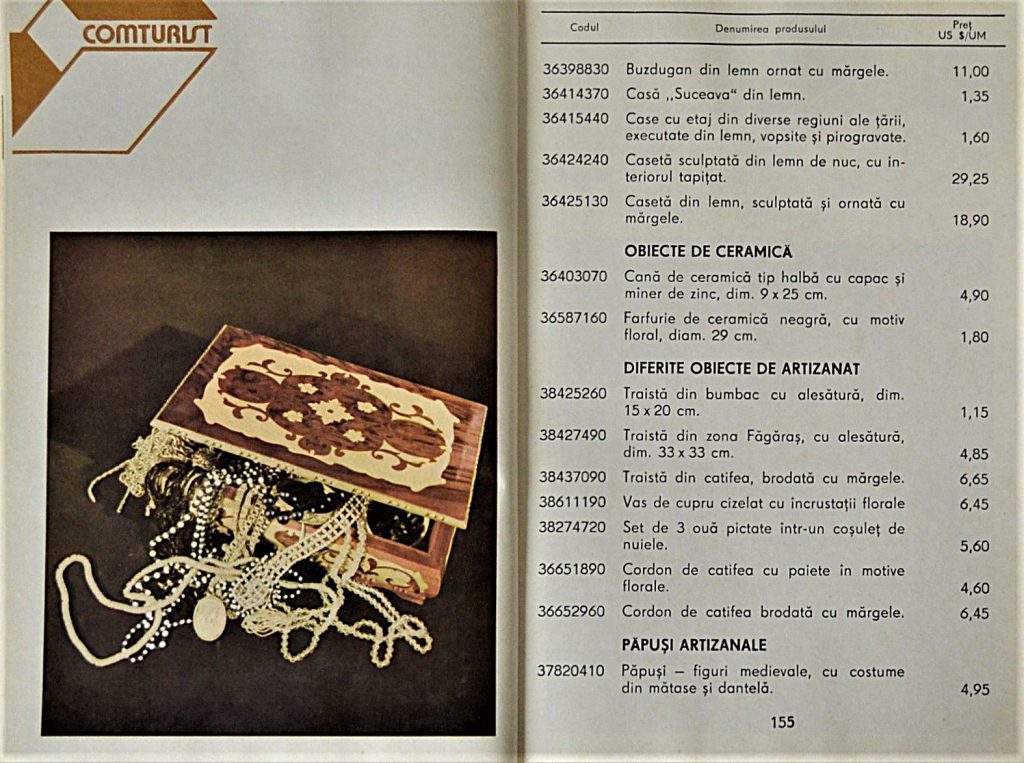 COMTURIST
Codul Denumirea produsului Preț
US $/UM
36398830 Buzdugan din lemn ornat cu mărgele. 11,00
36414370 Casă ,,Suceava“ din lemn. 1,35
36415440 Case cu etaj din diverse regiuni ale țării,
executate din lemn, vopsite și pirogravate. 1,60
36424240 Casetă sculptată din lemn de nuc, cu in-
teriorul tapițat. 29,25
36425130 Casetă din lemn, sculptată și ornată cu
mărgele. 18,90
OBIECTE DE CERAMICĂ
36403070 Cană de ceramică tip halbă cu capac și
miner de zinc, dim. 9 x 25 cm. 4,90
36587160 Farfurie de ceramică neagră, cu motiv
floral, diam. 29 cm. 1,80
DIFERITE OBIECTE DE ARTIZANAT
38425260 Traistă din bumbac cu alesătură, dim.
15 x 20 cm. 1,15
38427490 Traistă din zona Făgăraș, cu alesătură,
dim. 33 x 33 cm. 4,85
38437090 Traistă din catifea, brodată cu mărgele. 6,65
38611190 Vas de cupru cizelat cu incrustații florale 6,45
38274720 Set de 3 ouă pictate într-un coșuleț de
nuiele. 5,60
36651890 Cordon de catifea cu paiete în motive
florale. 4,60
36652960 Cordon de catifea brodată cu mărgele. 6,45
PĂPUȘI ARTIZANALE
37820410 Păpuși – figuri medievale, cu costume
din mătase și dantelă. 4,95
155